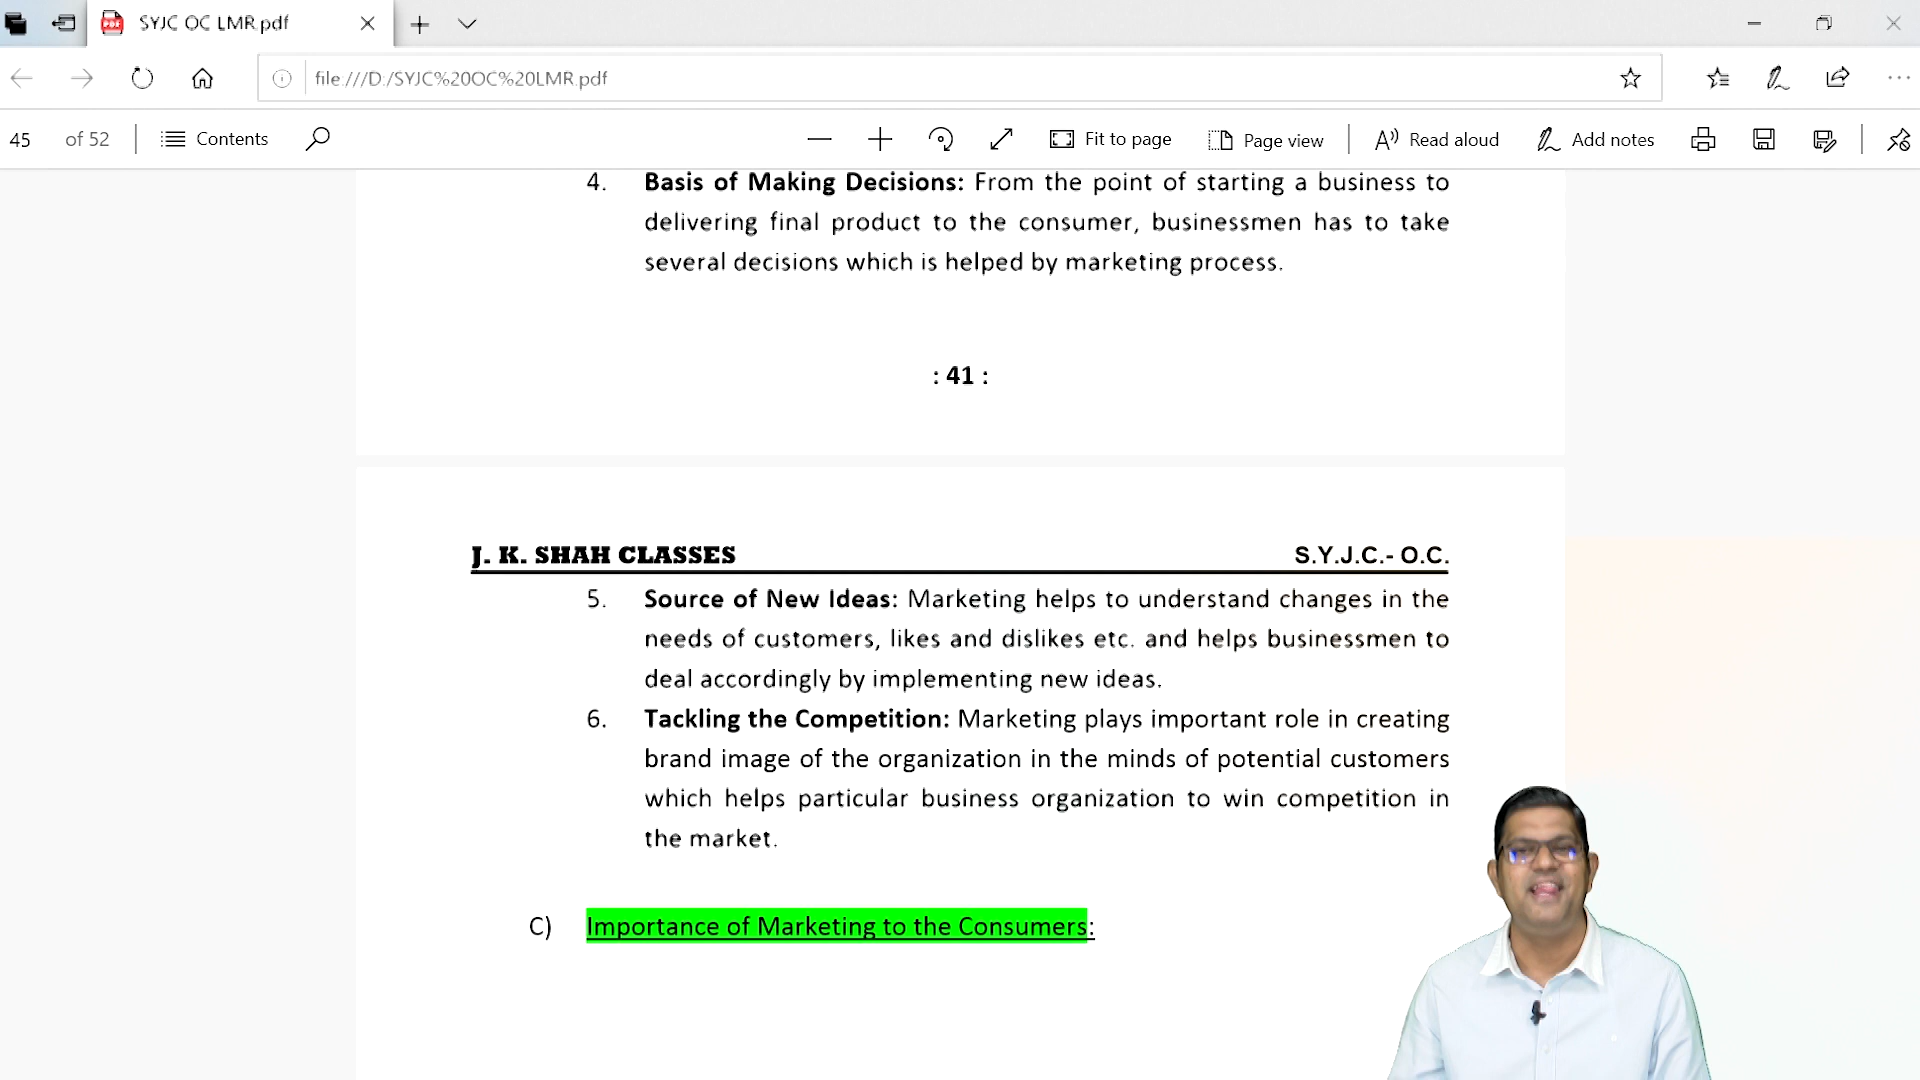 SYJC OC LMR.pdf
file:///D:/SYJC%20OC%20LMR.pdf
45 of 52 Contents Fit to page Page view Read aloud Add notes
4. Basis of Making Decisions: From the point of starting a business to
delivering final product to the consumer, businessmen has to take
several decisions which is helped by marketing process.
: 41 :
J. K. SHAH CLASSES S.Y.J.C.- O.C.
5. Source of New Ideas: Marketing helps to understand changes in the
needs of customers, likes and dislikes etc. and helps businessmen to
deal accordingly by implementing new ideas.
6. Tackling the Competition: Marketing plays important role in creating
brand image of the organization in the minds of potential customers
which helps particular business organization to win competition in
the market.
C) Importance of Marketing to the Consumers: